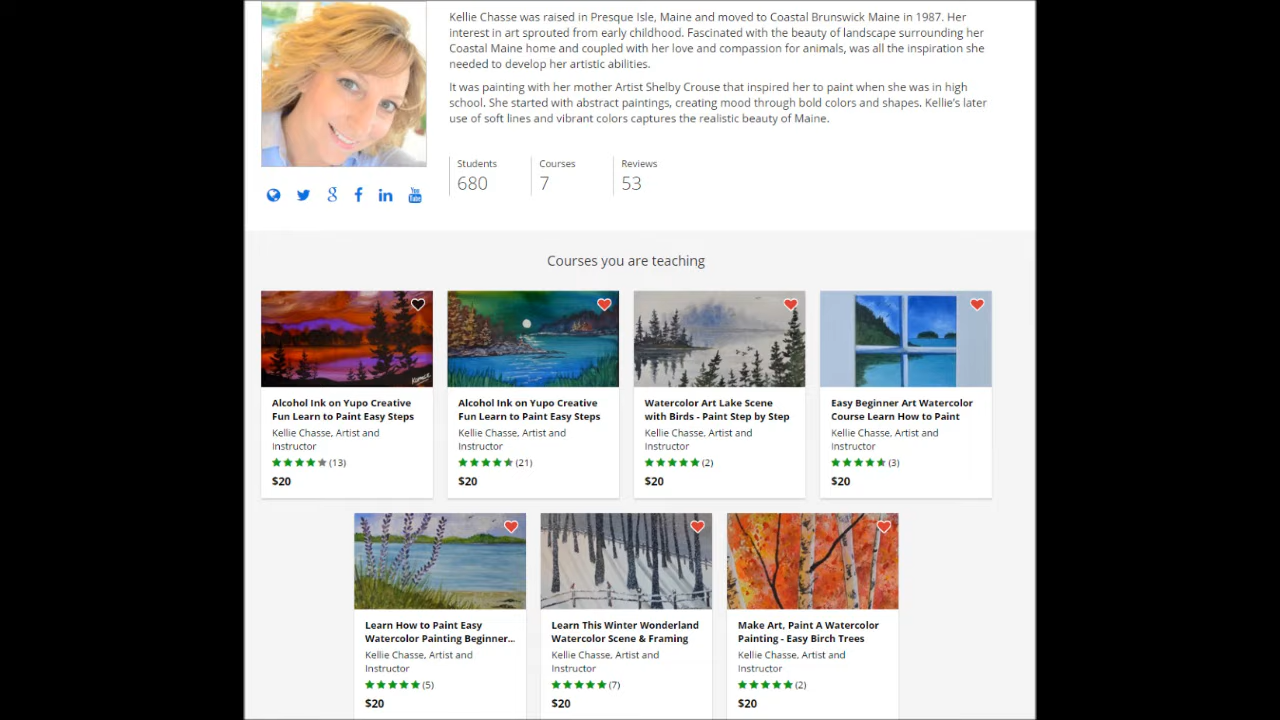 Kellie Chasse was raised in Presque Isle, Maine and moved to Coastal Brunswick Maine in 1987. Her
interest in art sprouted from early childhood. Fascinated with the beauty of landscape surrounding her
Coastal Maine home and coupled with her love and compassion for animals, was all the inspiration she
needed to develop her artistic abilities.
It was painting with her mother Artist Shelby Crouse that inspired her to paint when she was in high
school. She started with abstract paintings, creating mood through bold colors and shapes. Kellie's later
use of soft lines and vibrant colors captures the realistic beauty of Maine.
Students Courses Reviews
680 7 53
You Tube
Courses you are teaching
Alcohol Ink on Yupo Creative
Fun Learn to Paint Easy Steps
Kellie Chasse, Artist and
Instructor
(13)
$20
Alcohol Ink on Yupo Creative
Fun Learn to Paint Easy Steps
Kellie Chasse, Artist and
Instructor
(21)
$20
Watercolor Art Lake Scene
with Birds - Paint Step by Step
Kellie Chasse, Artist and
Instructor
(2)
$20
Easy Beginner Art Watercolor
Course Learn How to Paint
Kellie Chasse, Artist and
Instructor
(3)
$20
Learn How to Paint Easy
Watercolor Painting Beginner...
Kellie Chasse, Artist and
Instructor
(5)
$20
Learn This Winter Wonderland
Watercolor Scene & Framing
Kellie Chasse, Artist and
Instructor
(7)
$20
Make Art, Paint A Watercolor
Painting - Easy Birch Trees
Kellie Chasse, Artist and
Instructor
(2)
$20